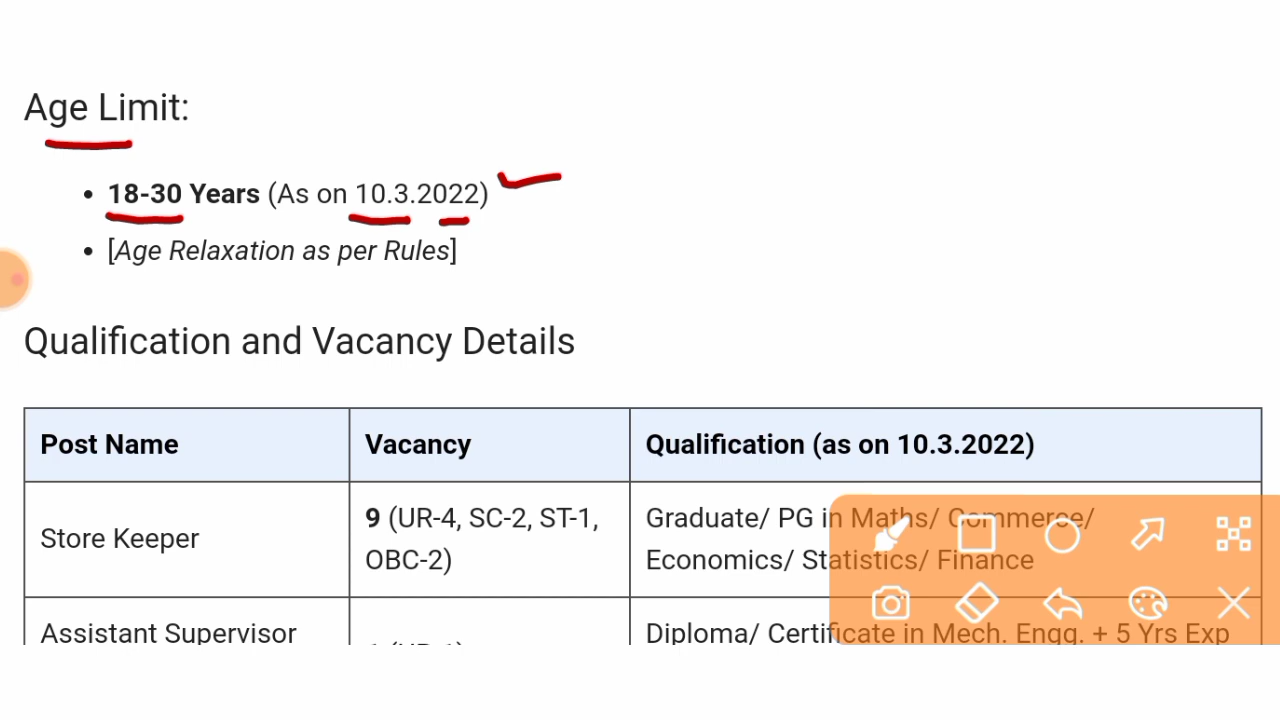 Age Limit:
18-30 Years (As on 10.3.2022)
[Age Relaxation as per Rules]
Qualification and Vacancy Details
Post Name Vacancy Qualification (as on 10.3.2022)
Store Keeper 9 (UR-4, SC-2, ST-1, OBC-2) Graduate/ PG in Maths/ Commerce/ Economics/ Statistics/ Finance
Assistant Supervisor Diploma/ Certificate in Mech. Engg. + 5 Yrs Exp